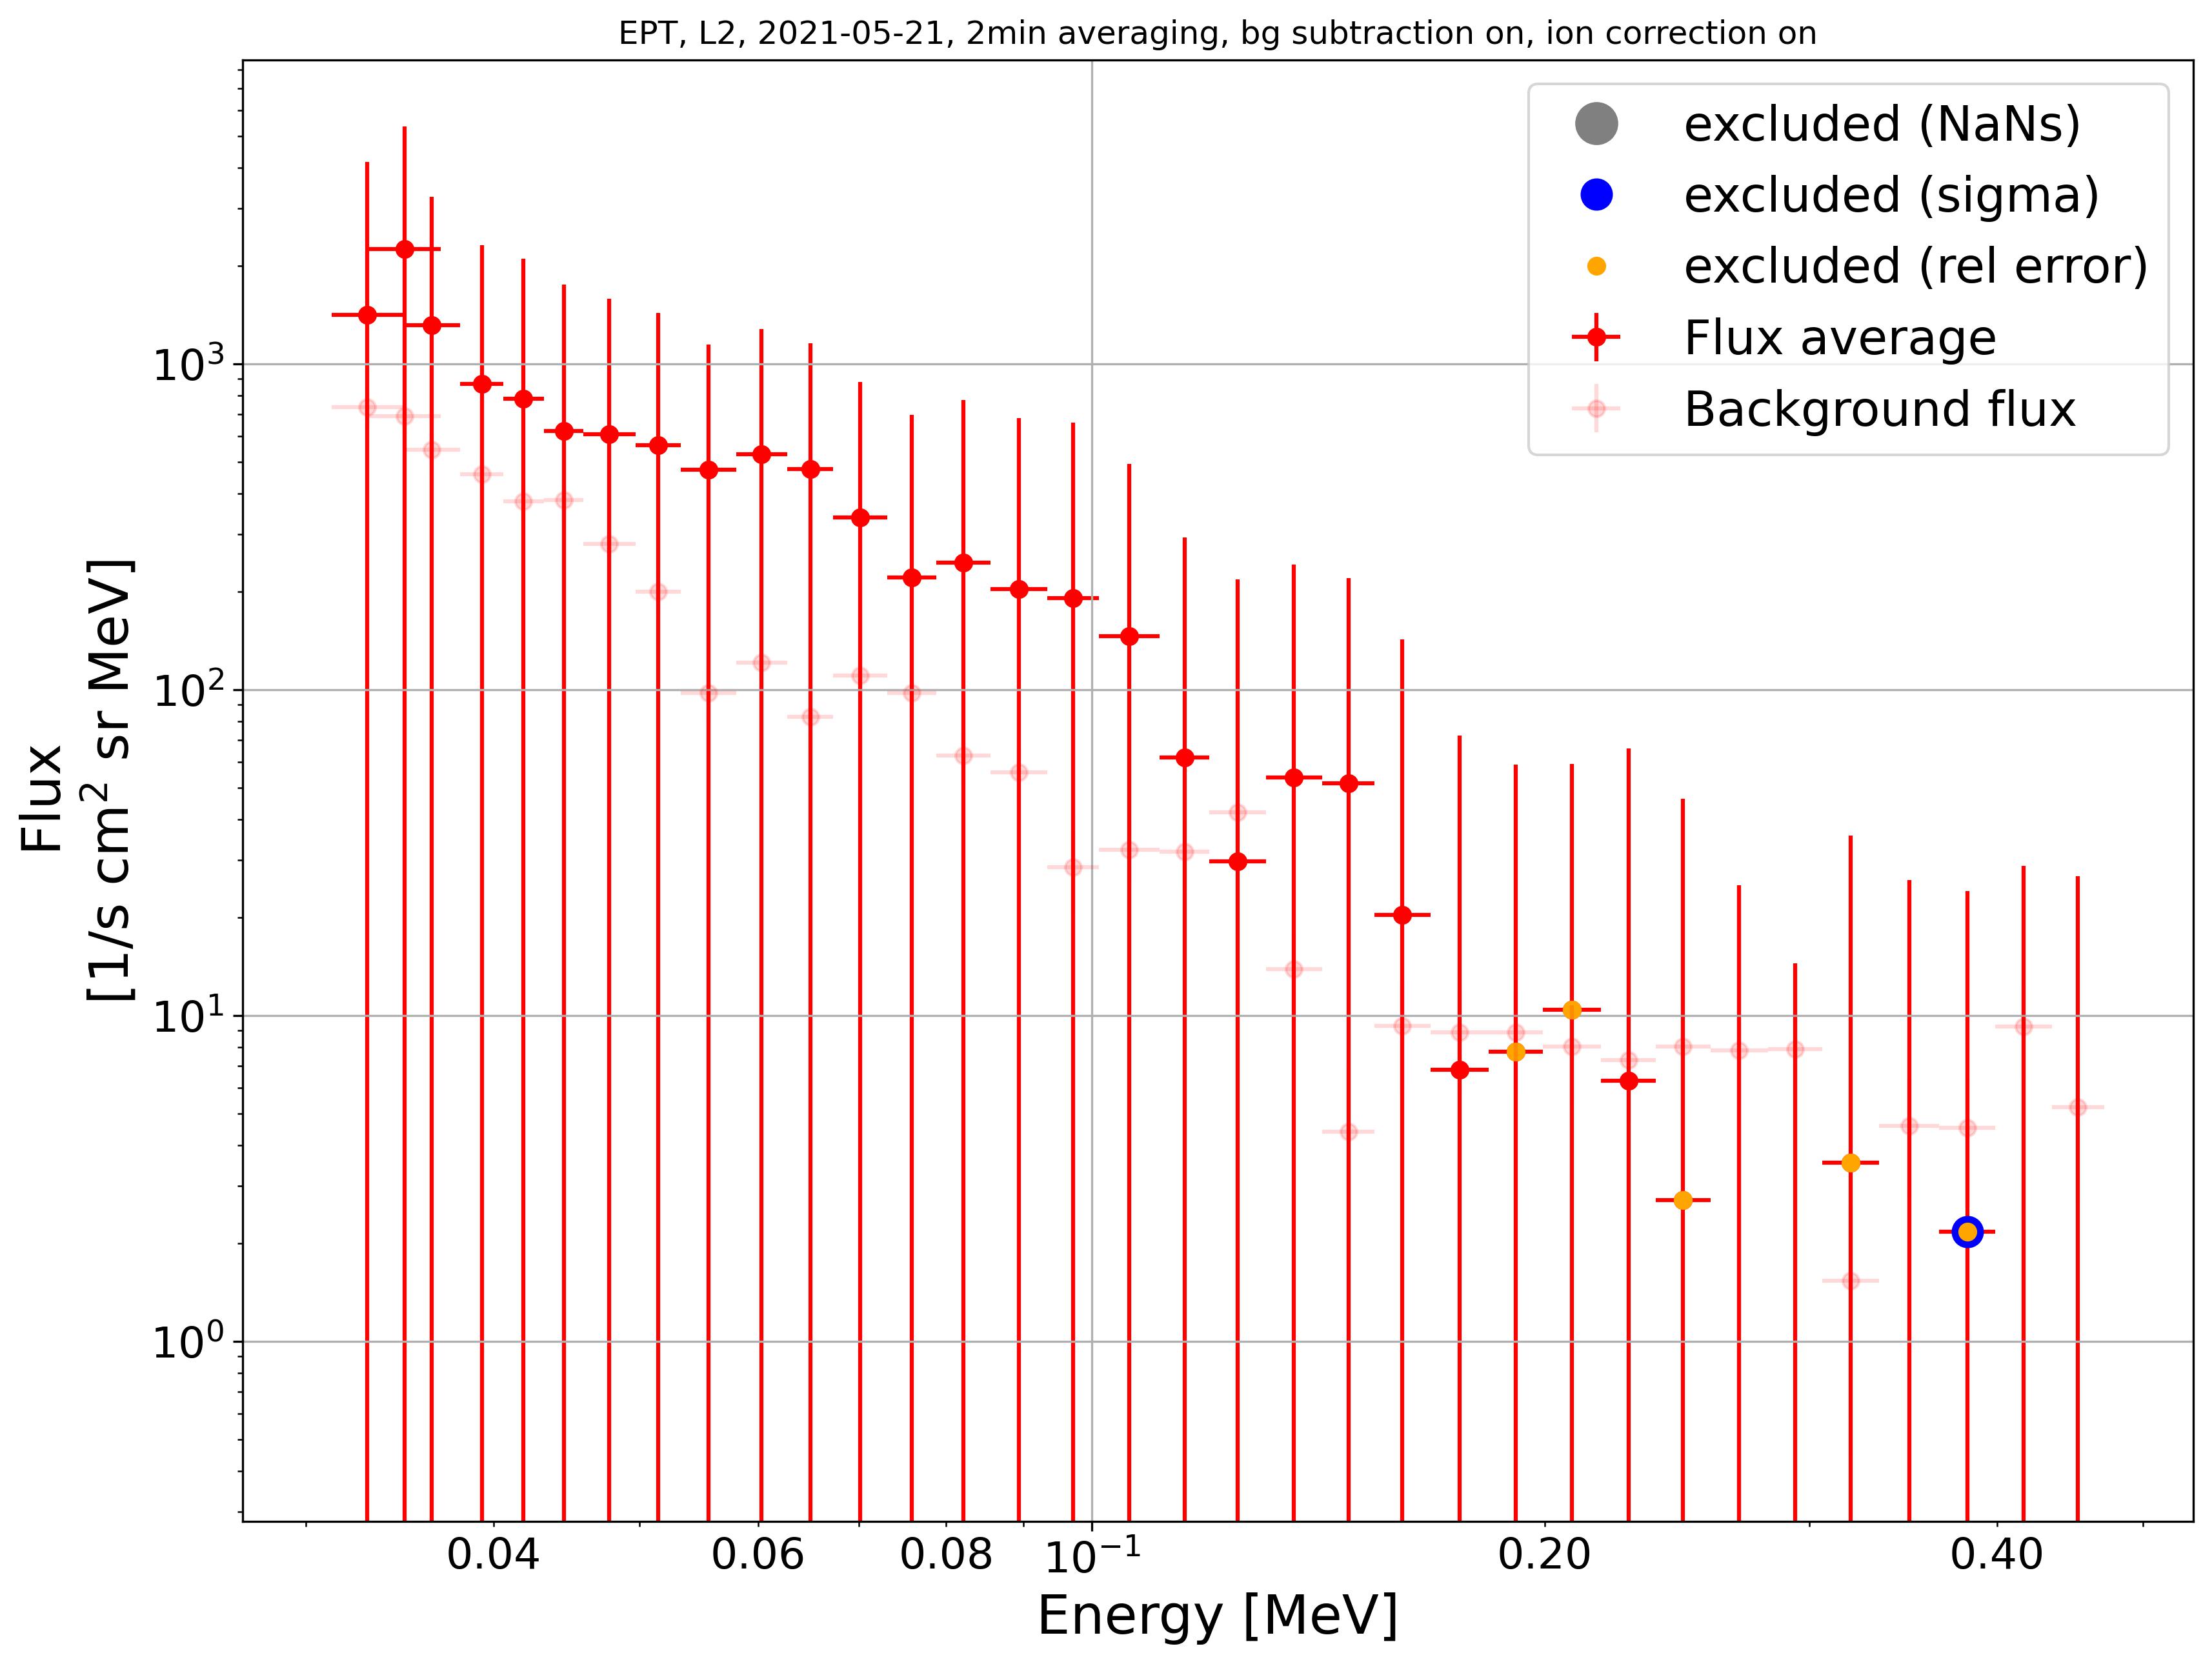 EPT, L2, 2021-05-21, 2min averaging, bg subtraction on, ion correction on
excluded (NaNs)
excluded (sigma)
excluded (rel error)
Flux average
Background flux
Flux
[1/s cm² sr MeV]
10³
10²
10¹
10⁰
0.04
0.06
0.08
10⁻¹
0.20
0.40
Energy [MeV]